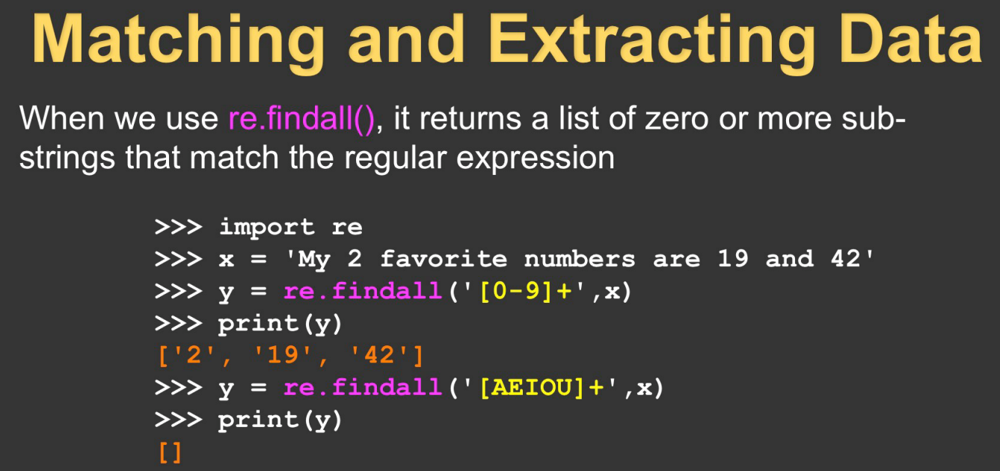 Matching and Extracting Data
When we use re.findall(), it returns a list of zero or more sub-
strings that match the regular expression
>>> import re
>>> x = 'My 2 favorite numbers are 19 and 42'
>>> y = re.findall('[0-9]+',x)
>>> print(y)
['2', '19', '42']
>>> y = re.findall('[AEIOU]+',x)
>>> print(y)
[]